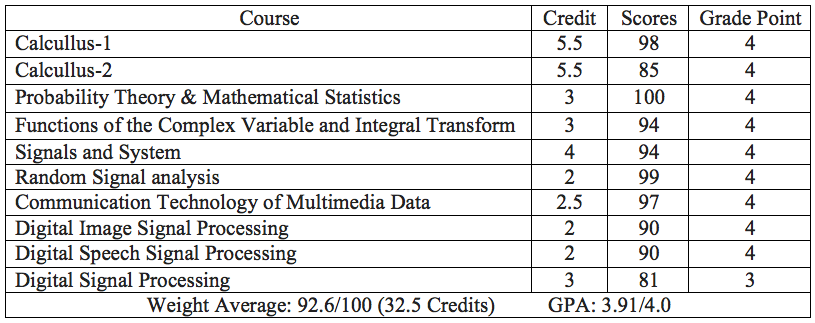 Course Credit Scores Grade Point
Calcullus-1 5.5 98 4
Calcullus-2 5.5 85 4
Probability Theory & Mathematical Statistics 3 100 4
Functions of the Complex Variable and Integral Transform 3 94 4
Signals and System 4 94 4
Random Signal analysis 2 99 4
Communication Technology of Multimedia Data 2.5 97 4
Digital Image Signal Processing 2 90 4
Digital Speech Signal Processing 2 90 4
Digital Signal Processing 3 81 3
Weight Average: 92.6/100 (32.5 Credits) GPA: 3.91/4.0